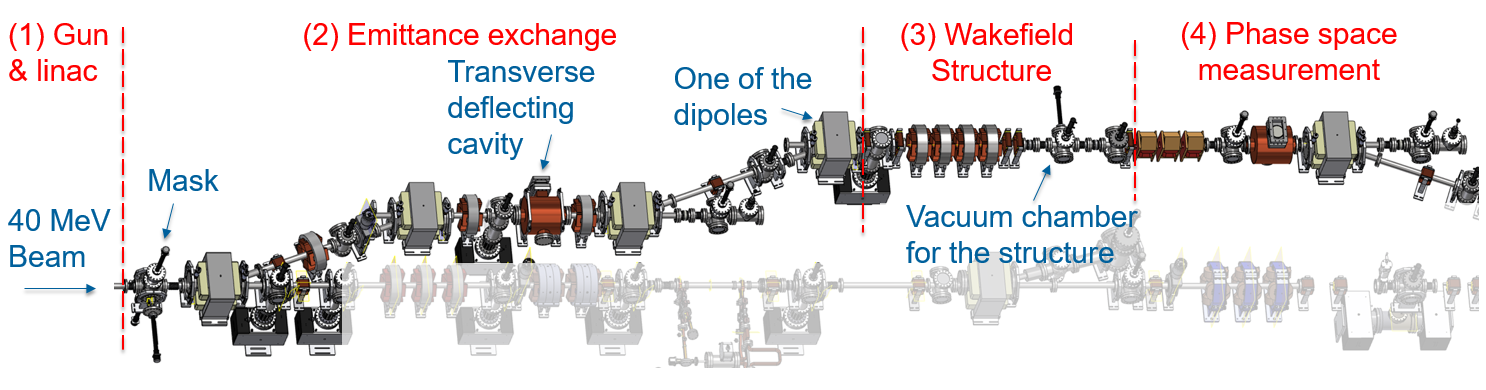 (1) Gun
& linac
(2) Emittance exchange
(3) Wakefield
Structure
(4) Phase space
measurement
Transverse
deflecting
cavity
One of the
dipoles
Mask
40 MeV
Beam
Vacuum chamber
for the structure